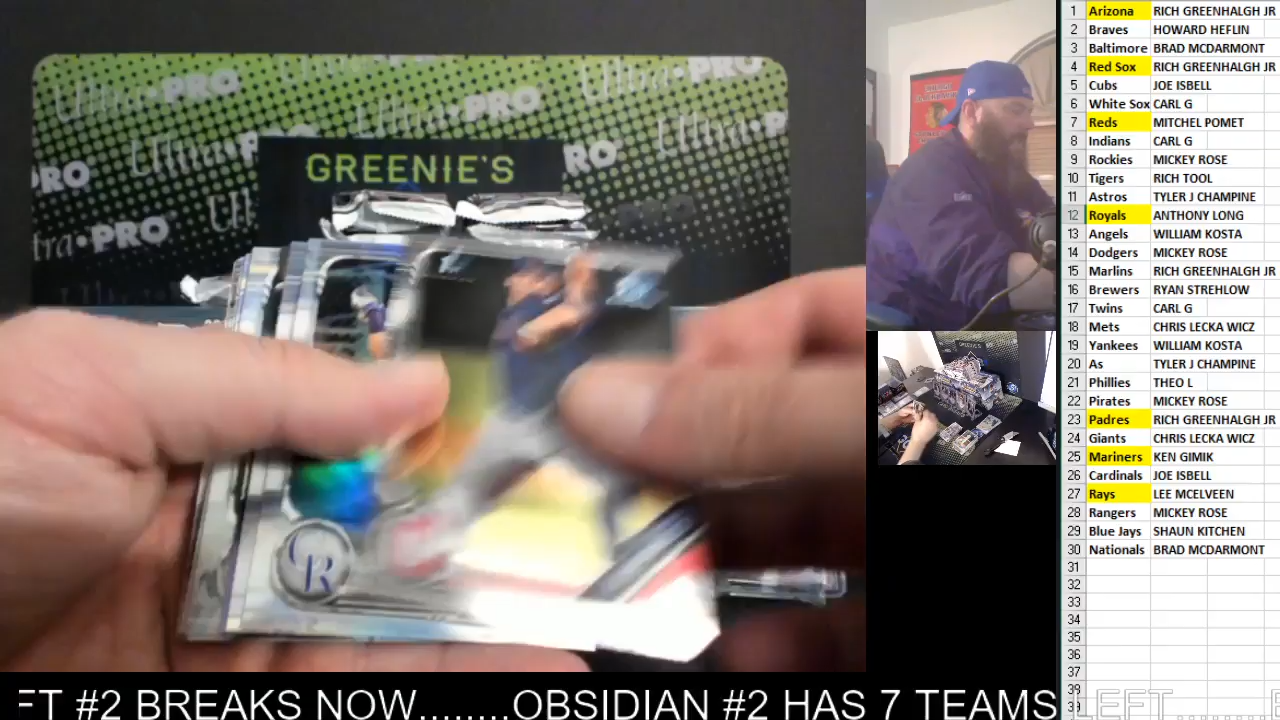 Ultra•PRO
GREENIE'S
RO
PRO
tra•PRO
CR
1 Arizona RICH GREENHALGH JR
2 Braves HOWARD HEFLIN
3 Baltimore BRAD MCDARMONT
4 Red Sox RICH GREENHALGH JR
5 Cubs JOE ISBELL
6 White Sox CARL G
7 Reds MITCHEL POMET
8 Indians CARL G
9 Rockies MICKEY ROSE
10 Tigers RICH TOOL
11 Astros TYLER J CHAMPINE
12 Royals ANTHONY LONG
13 Angels WILLIAM KOSTA
14 Dodgers MICKEY ROSE
15 Marlins RICH GREENHALGH JR
16 Brewers RYAN STREHLOW
17 Twins CARL G
18 Mets CHRIS LECKA WICZ
19 Yankees WILLIAM KOSTA
20 As TYLER J CHAMPINE
21 Phillies THEO L
22 Pirates MICKEY ROSE
23 Padres RICH GREENHALGH JR
24 Giants CHRIS LECKA WICZ
25 Mariners KEN GIMIK
26 Cardinals JOE ISBELL
27 Rays LEE MCELVEEN
28 Rangers MICKEY ROSE
29 Blue Jays SHAUN KITCHEN
30 Nationals BRAD MCDARMONT
31
32
33
34
35
36
37
38
39
FT #2 BREAKS NOW........OBSIDIAN #2 HAS 7 TEAMS LEFT